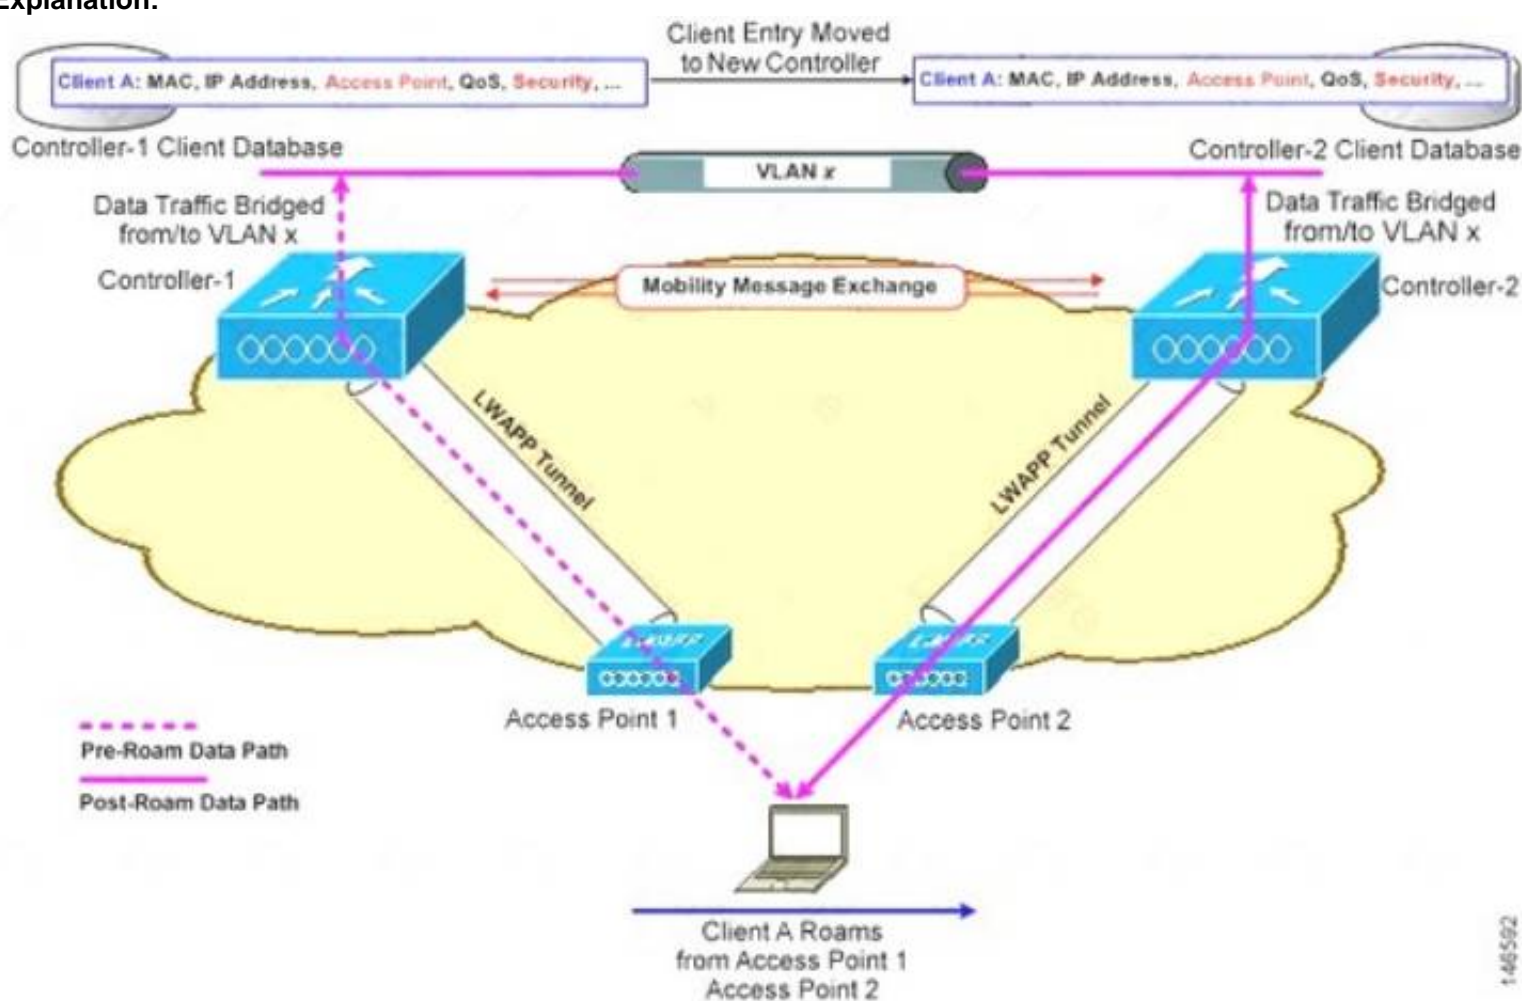 Explanation:
Client Entry Moved
to New Controller
Client A: MAC, IP Address, Access Point, QoS, Security, ...
Client A: MAC, IP Address, Access Point, QoS, Security, ...
Controller-1 Client Database
Controller-2 Client Database
VLAN x
Data Traffic Bridged
from/to VLAN x
Data Traffic Bridged
from/to VLAN x
Controller-1
Mobility Message Exchange
Controller-2
LWAPP Tunnel
LWAPP Tunnel
LWAPP
LWAPP
Access Point 1
Access Point 2
Pre-Roam Data Path
Post-Roam Data Path
Client A Roams
from Access Point 1
Access Point 2
146592